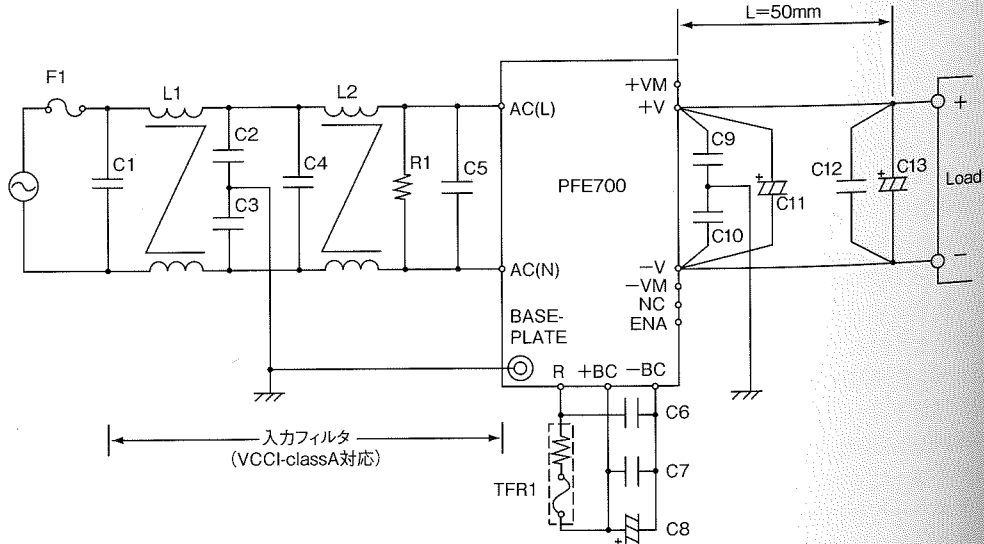 L=50mm
F1
L1
L2
+VM
+V
AC(L)
C2
C1
C4
R1
C5
C3
PFE700
C9
C10
C11
C12
C13
+
Load
−
AC(N)
−V
−VM
NC
ENA
BASE-
PLATE
R
+BC
−BC
C6
入力フィルタ
(VCCI-classA対応)
TFR1
C7
C8
+
+
+